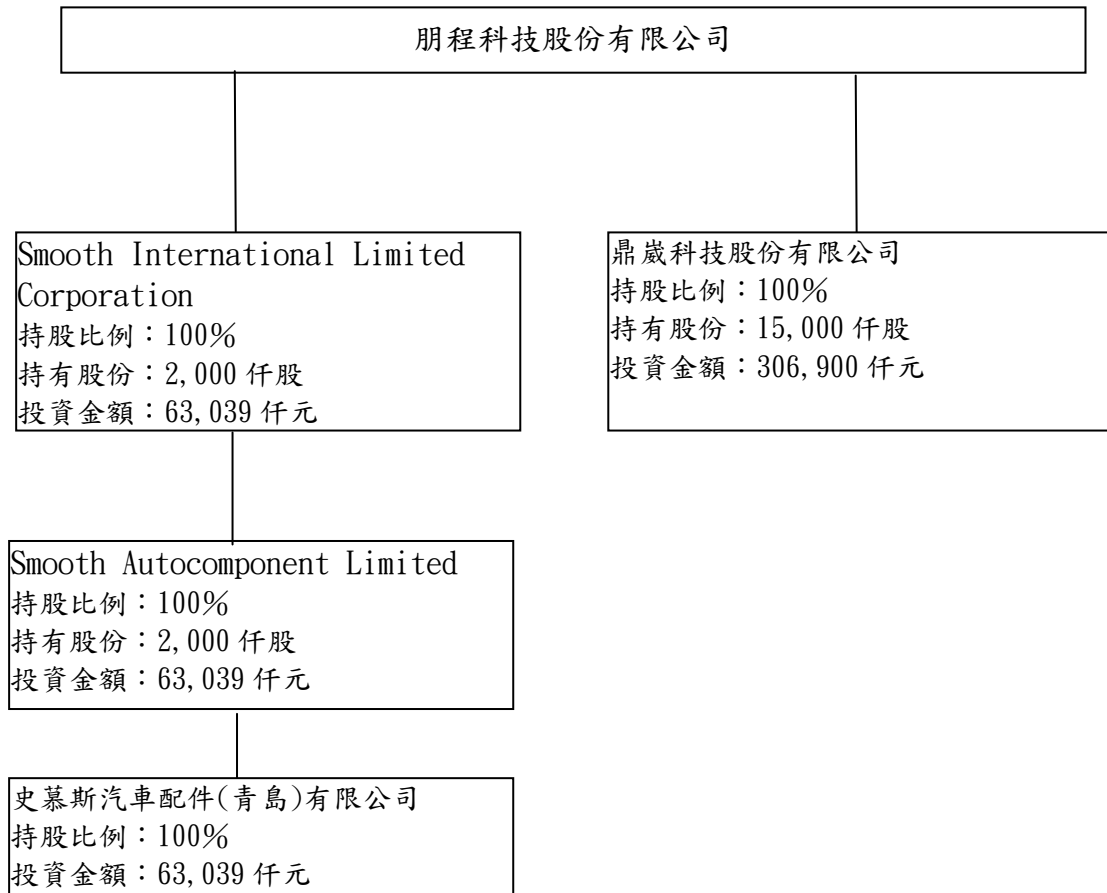 朋程科技股份有限公司
Smooth International Limited
Corporation
持股比例：100%
持有股份：2,000 仟股
投資金額：63,039 仟元
鼎崴科技股份有限公司
持股比例：100%
持有股份：15,000 仟股
投資金額：306,900 仟元
Smooth Autocomponent Limited
持股比例：100%
持有股份：2,000 仟股
投資金額：63,039 仟元
史慕斯汽車配件(青島)有限公司
持股比例：100%
投資金額：63,039 仟元